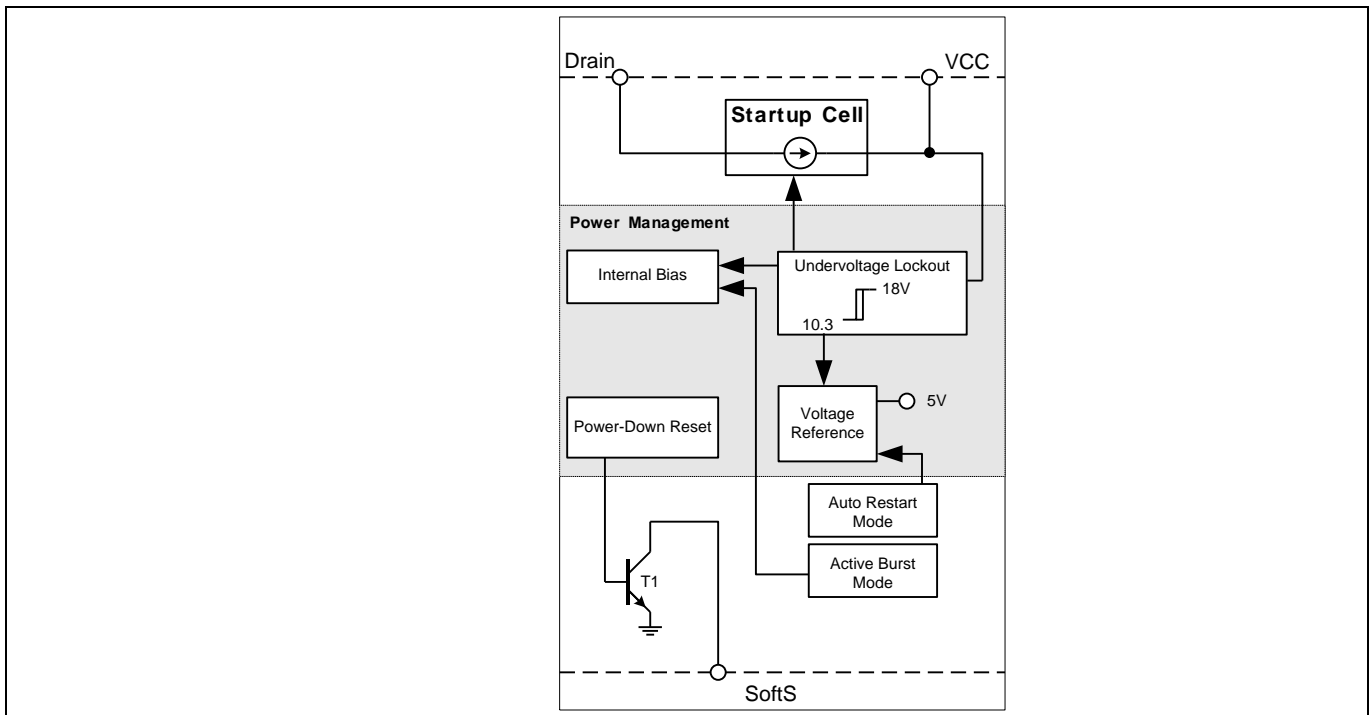 Drain
VCC
Startup Cell
Power Management
Internal Bias
Undervoltage Lockout
18V
10.3
Power-Down Reset
Voltage
Reference
5V
Auto Restart
Mode
Active Burst
Mode
T1
SoftS